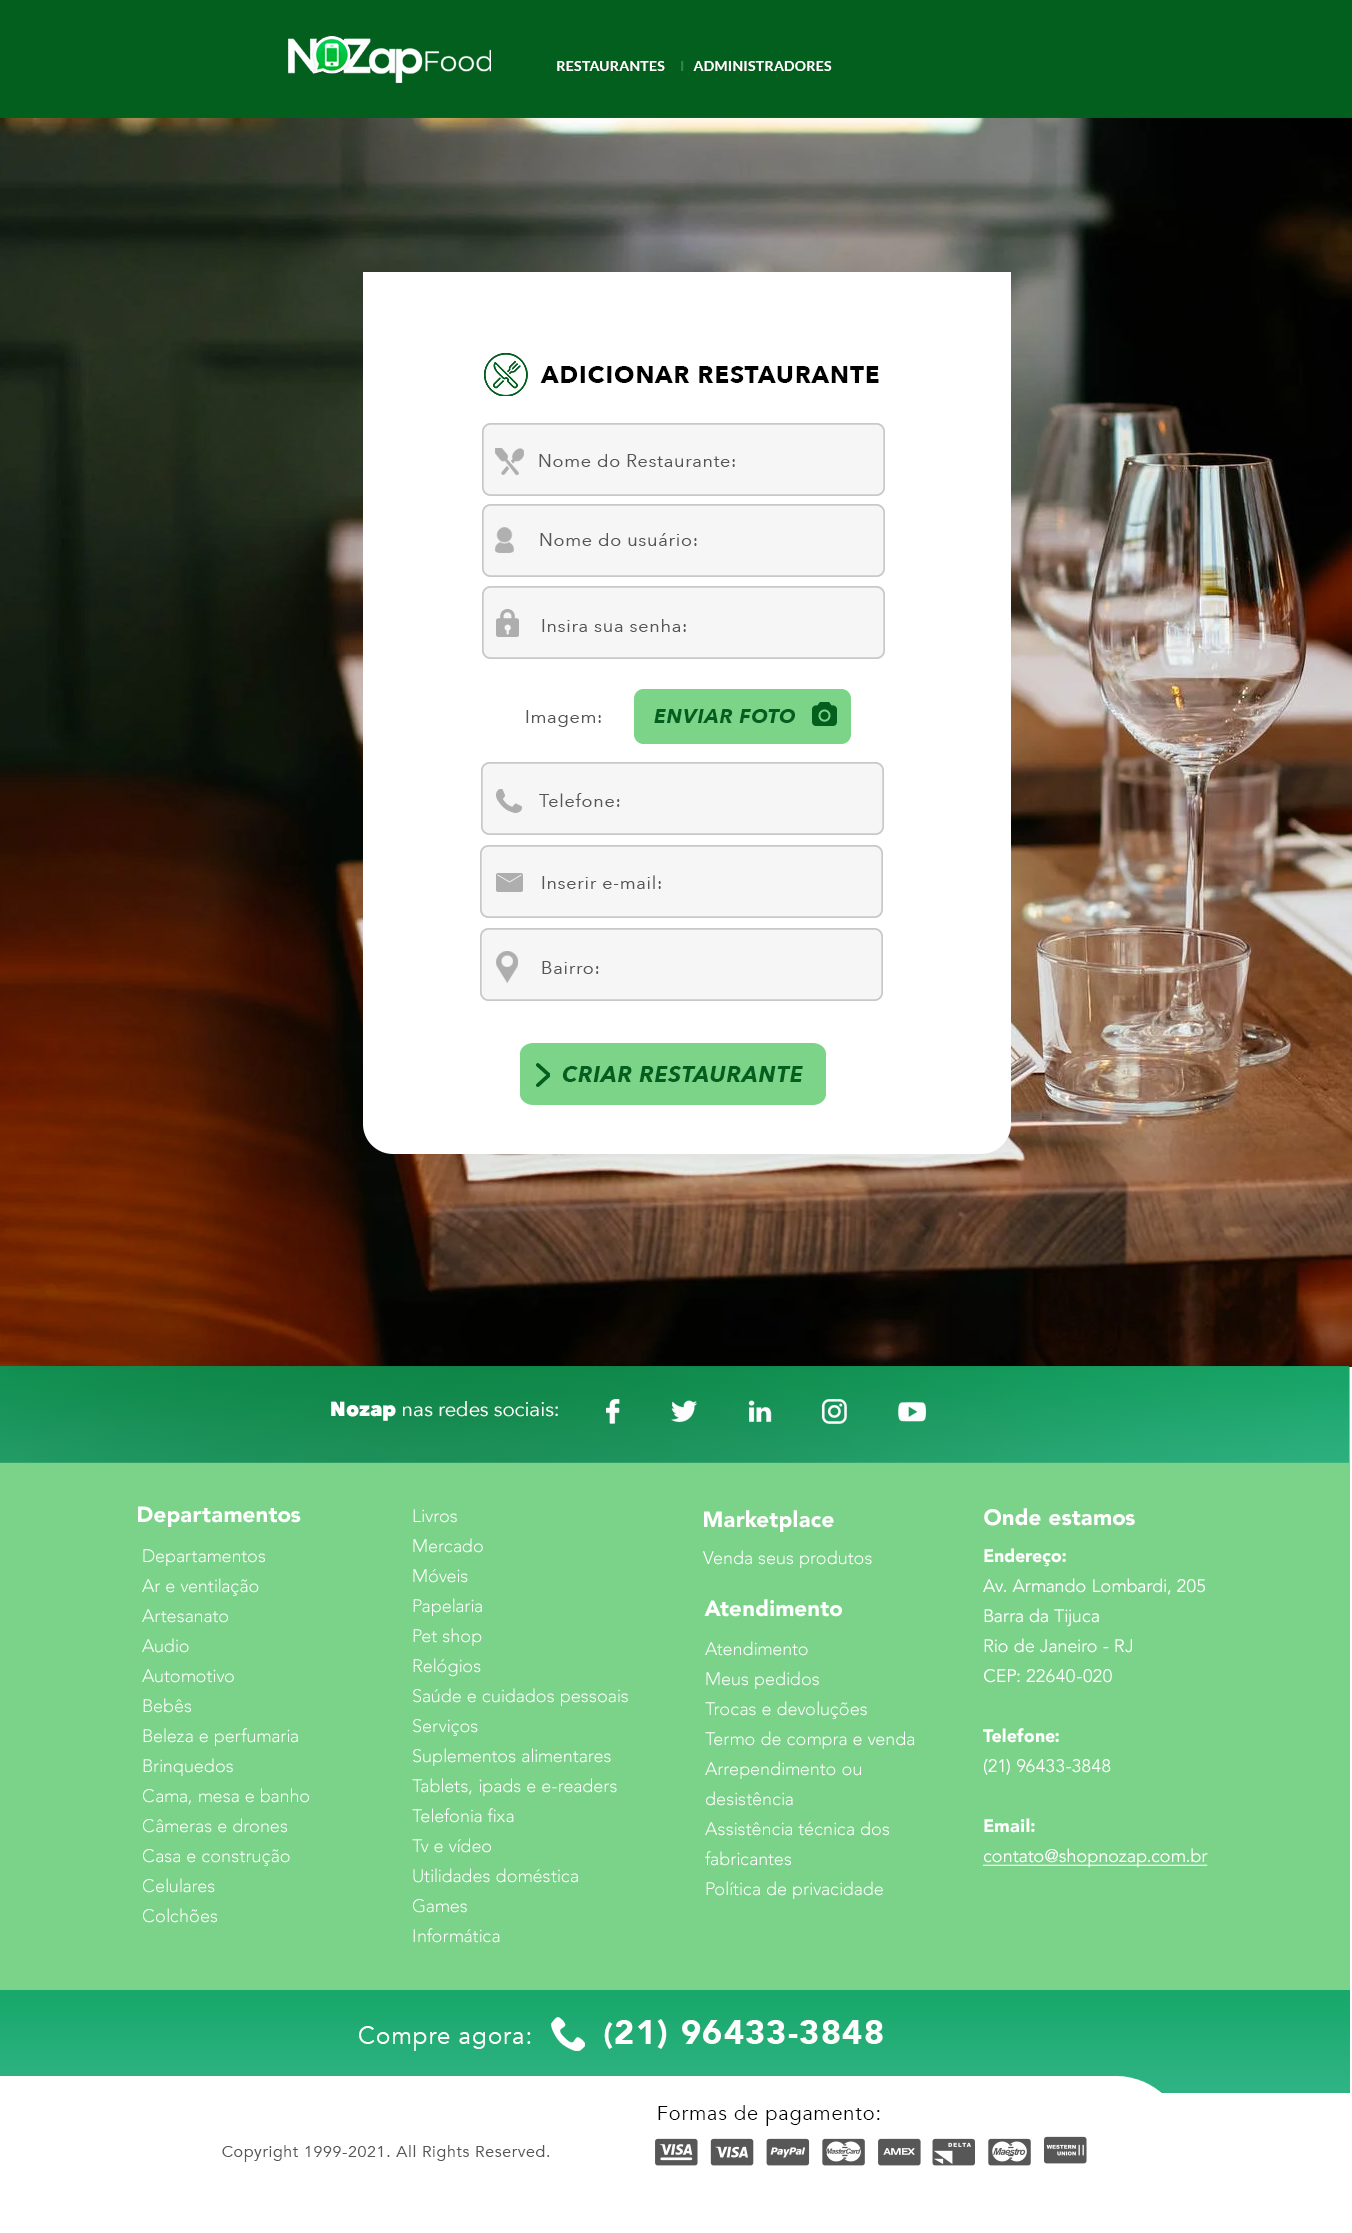 NOZapFood
RESTAURANTES | ADMINISTRADORES
ADICIONAR RESTAURANTE
Nome do Restaurante:
Nome do usuário:
Insira sua senha:
Imagem: ENVIAR FOTO
Telefone:
Inserir e-mail:
Bairro:
CRIAR RESTAURANTE
Nozap nas redes sociais:
Departamentos
Departamentos
Ar e ventilação
Artesanato
Audio
Automotivo
Bebês
Beleza e perfumaria
Brinquedos
Cama, mesa e banho
Câmeras e drones
Casa e construção
Celulares
Colchões
Livros
Mercado
Móveis
Papelaria
Pet shop
Relógios
Saúde e cuidados pessoais
Serviços
Suplementos alimentares
Tablets, ipads e e-readers
Telefonia fixa
Tv e vídeo
Utilidades doméstica
Games
Informática
Marketplace
Venda seus produtos
Atendimento
Atendimento
Meus pedidos
Trocas e devoluções
Termo de compra e venda
Arrependimento ou
desistência
Assistência técnica dos
fabricantes
Política de privacidade
Onde estamos
Endereço:
Av. Armando Lombardi, 205
Barra da Tijuca
Rio de Janeiro - RJ
CEP: 22640-020
Telefone:
(21) 96433-3848
Email:
contato@shopnozap.com.br
Compre agora: (21) 96433-3848
Formas de pagamento:
VISA VISA PayPal MasterCard AMEX DELTA Maestro WESTERN UNION
Copyright 1999-2021. All Rights Reserved.